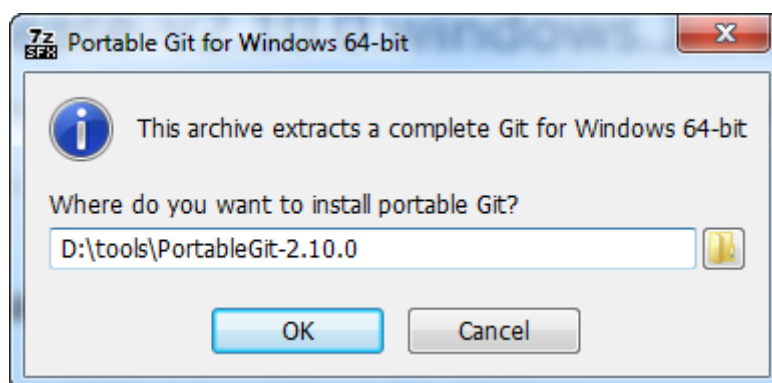 7z
SFX
Portable Git for Windows 64-bit
This archive extracts a complete Git for Windows 64-bit
Where do you want to install portable Git?
D:\tools\PortableGit-2.10.0
OK
Cancel